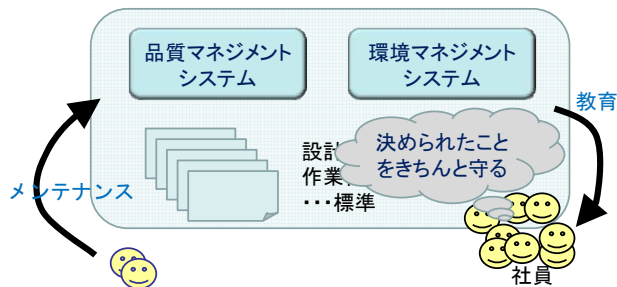 品質マネジメント
システム
環境マネジメント
システム
教育
決められたこと
をきちんと守る
設計
作業
・・・標準
メンテナンス
社員